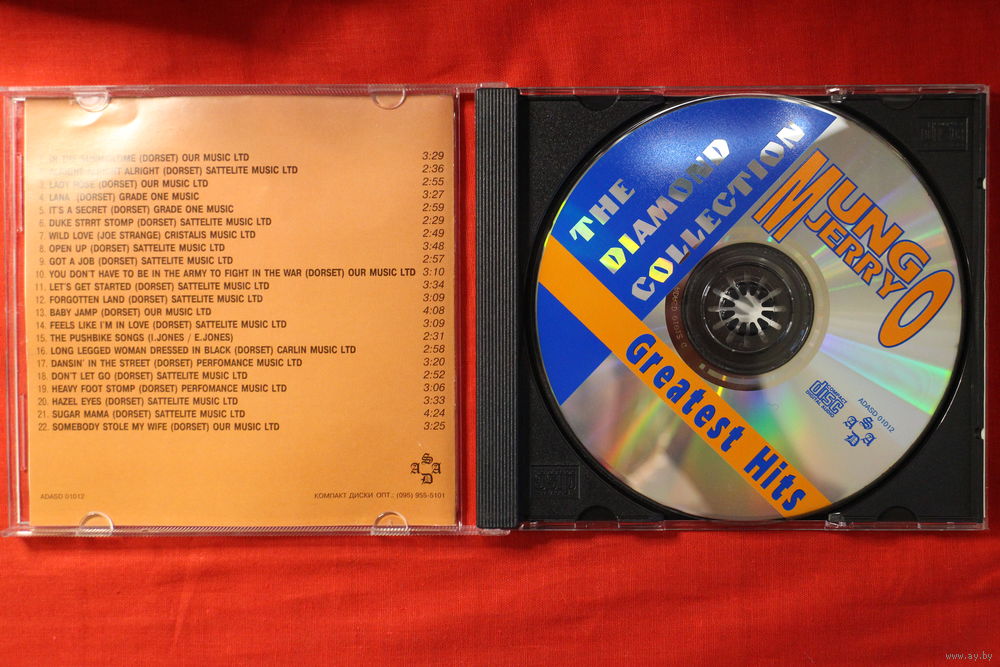 IN THE SUMMERTIME (DORSET) OUR MUSIC LTD 3:29
ALRIGHT ALRIGHT (DORSET) SATTELITE MUSIC LTD 2:36
3. LADY ROSE (DORSET) OUR MUSIC LTD 2:55
4. LANA (DORSET) GRADE ONE MUSIC 3:27
5. IT'S A SECRET (DORSET) GRADE ONE MUSIC 2:59
6. DUKE STRRT STOMP (DORSET) SATTELITE MUSIC LTD 2:29
7. WILD LOVE (JOE STRANGE) CRISTALIS MUSIC LTD 2:49
8. OPEN UP (DORSET) SATTELITE MUSIC LTD 3:48
9. GOT A JOB (DORSET) SATTELITE MUSIC LTD 2:57
10. YOU DON'T HAVE TO BE IN THE ARMY TO FIGHT IN THE WAR (DORSET) OUR MUSIC LTD 3:10
11. LET'S GET STARTED (DORSET) SATTELITE MUSIC LTD 3:34
12. FORGOTTEN LAND (DORSET) SATTELITE MUSIC LTD 3:09
13. BABY JAMP (DORSET) OUR MUSIC LTD 4:08
14. FEELS LIKE I'M IN LOVE (DORSET) SATTELITE MUSIC LTD 3:09
15. THE PUSHBIKE SONGS (I.JONES / E.JONES) 2:31
16. LONG LEGGED WOMAN DRESSED IN BLACK (DORSET) CARLIN MUSIC LTD 2:58
17. DANSIN' IN THE STREET (DORSET) PERFOMANCE MUSIC LTD 3:20
18. DON'T LET GO (DORSET) SATTELITE MUSIC LTD 2:52
19. HEAVY FOOT STOMP (DORSET) PERFOMANCE MUSIC LTD 3:06
20. HAZEL EYES (DORSET) SATTELITE MUSIC LTD 3:33
21. SUGAR MAMA (DORSET) SATTELITE MUSIC LTD 4:24
22. SOMEBODY STOLE MY WIFE (DORSET) OUR MUSIC LTD 3:25
S
A A
D
ADASD 01012
КОМПАКТ ДИСКИ ОПТ.: (095) 955-5101
THE
DIAMOND
COLLECTION
MUNGO
JERRY
Greatest Hits
COMPACT
disc
DIGITAL AUDIO
ADASD 01012
S
A A
D
www.ay.by